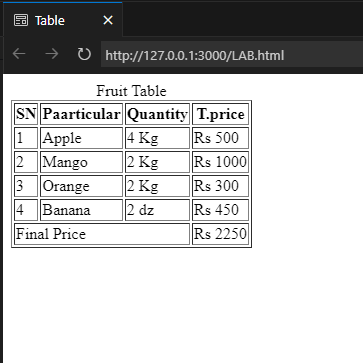 Table
http://127.0.0.1:3000/LAB.html
Fruit Table
SN Paarticular Quantity T.price
1 Apple 4 Kg Rs 500
2 Mango 2 Kg Rs 1000
3 Orange 2 Kg Rs 300
4 Banana 2 dz Rs 450
Final Price Rs 2250